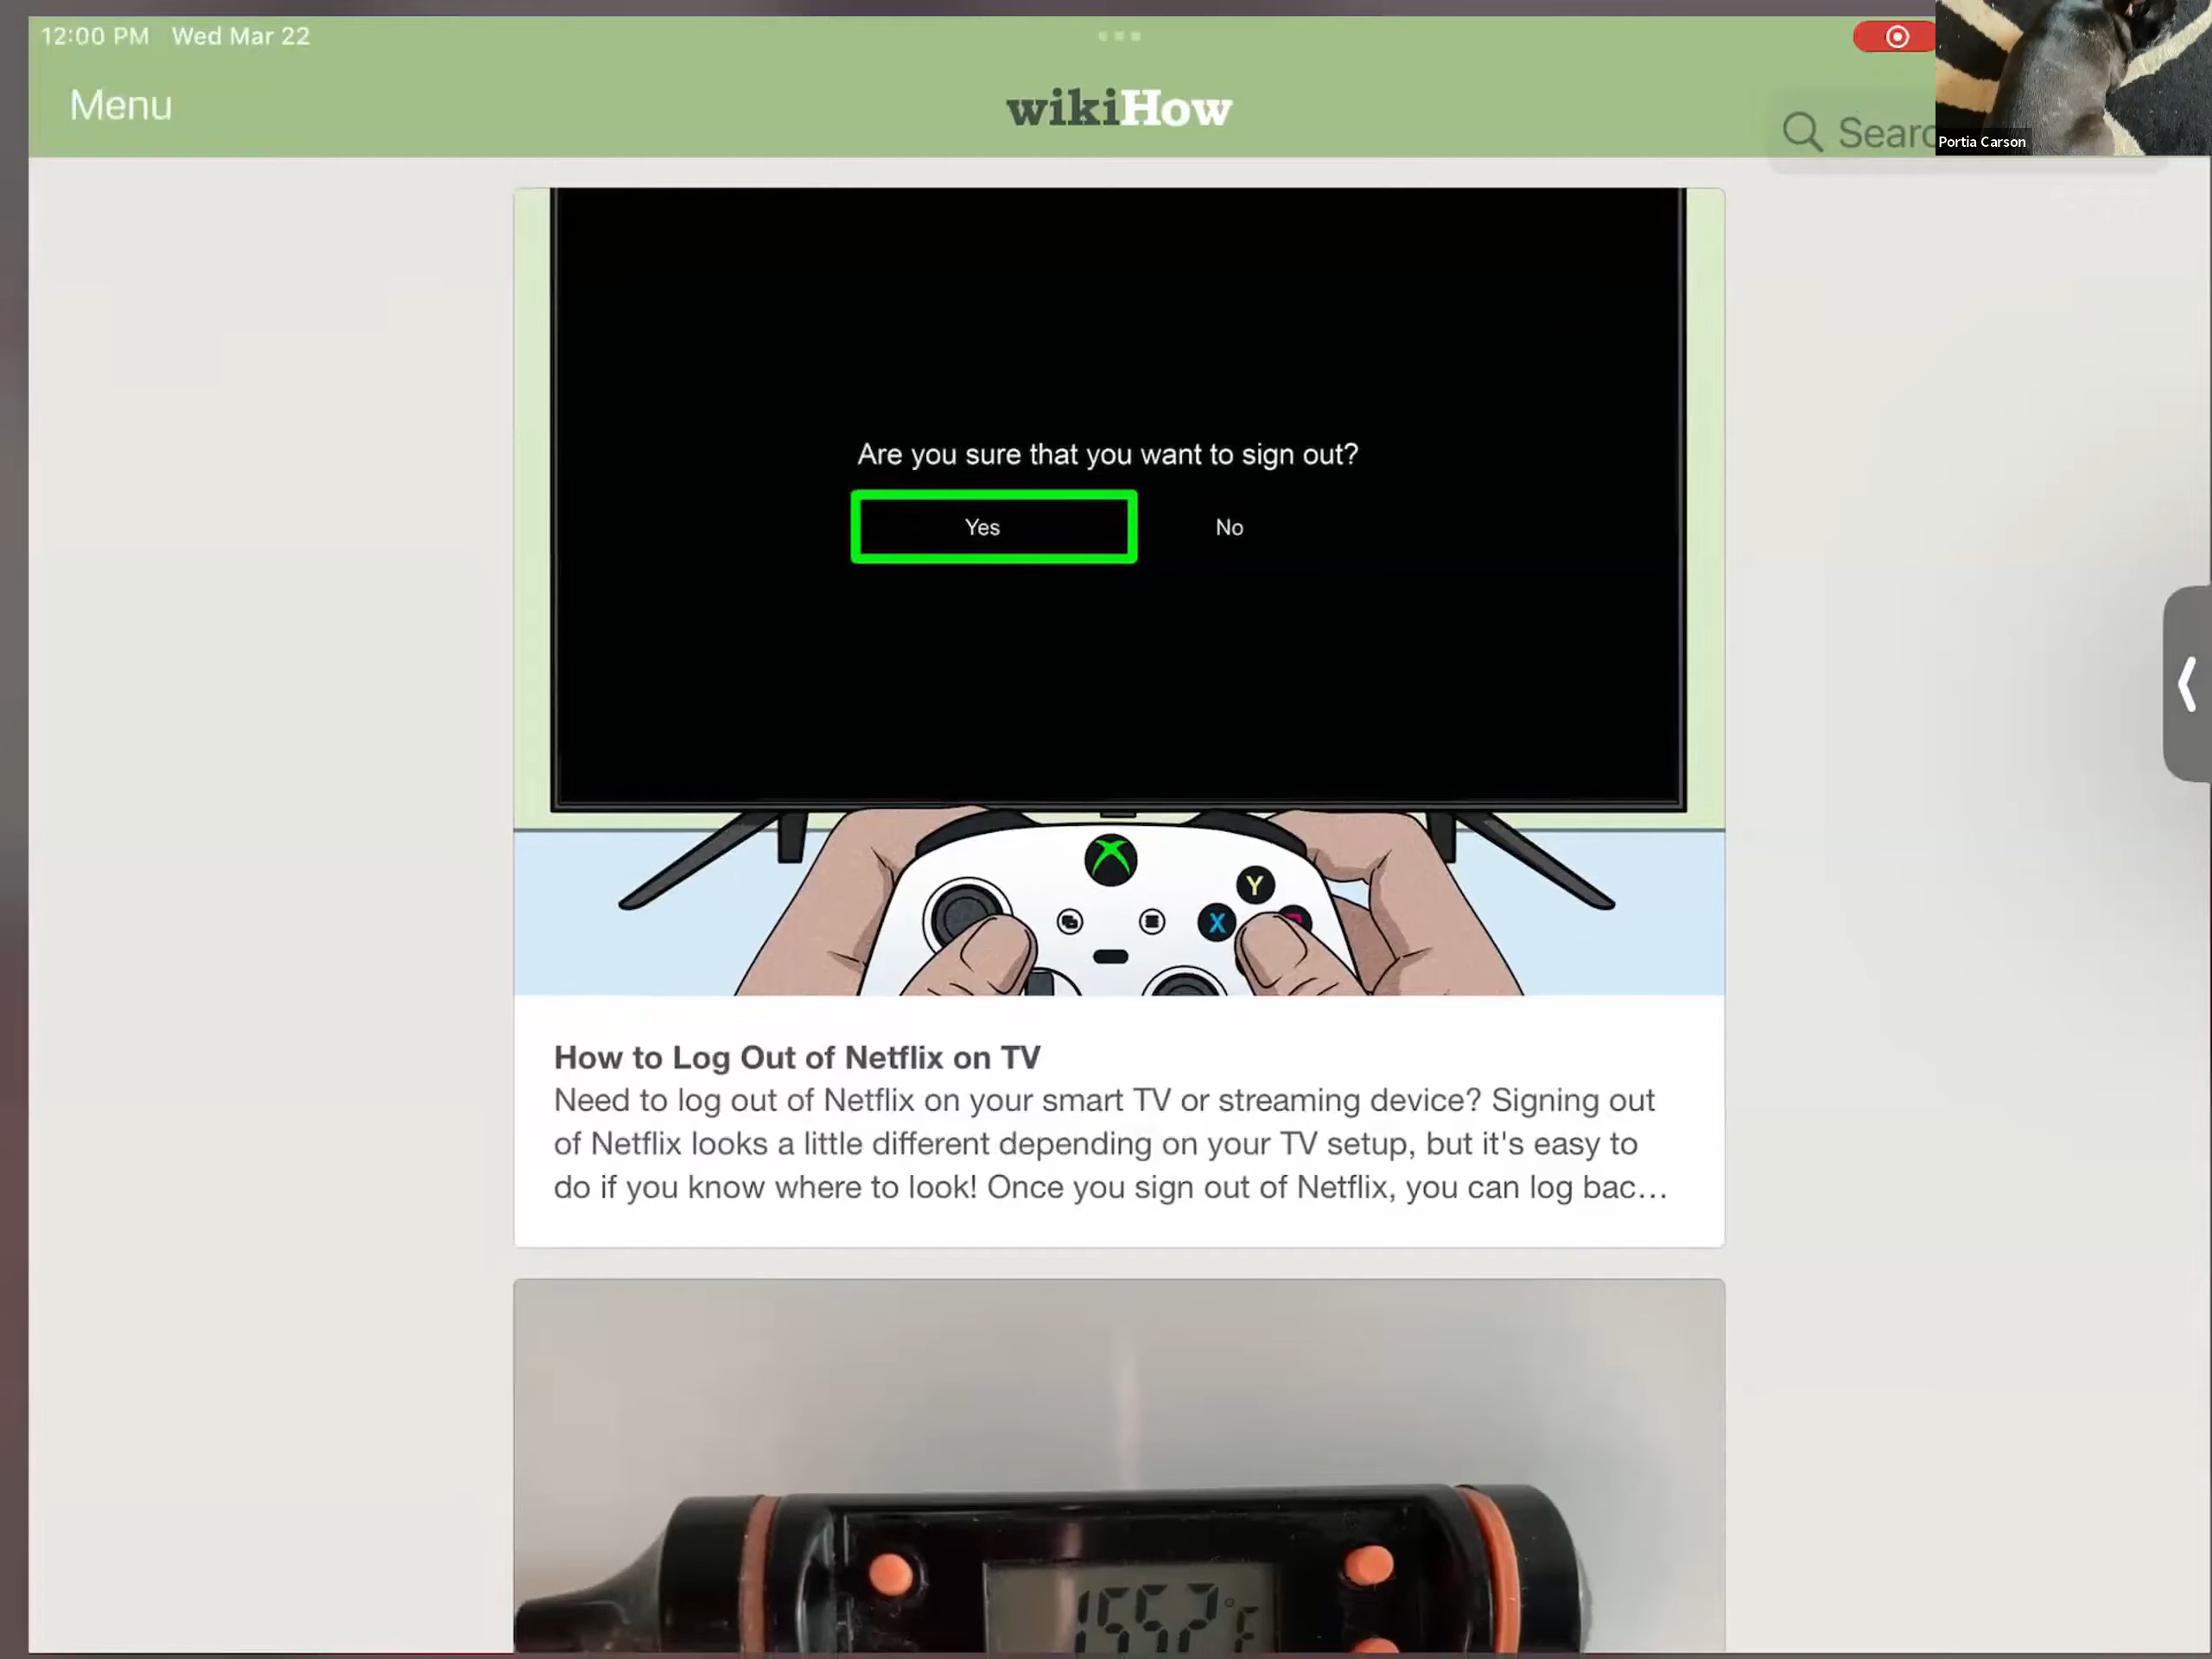 12:00 PM Wed Mar 22
Menu
wikiHow
Portia Carson
Are you sure that you want to sign out?
Yes No
Y
X
How to Log Out of Netflix on TV
Need to log out of Netflix on your smart TV or streaming device? Signing out
of Netflix looks a little different depending on your TV setup, but it's easy to
do if you know where to look! Once you sign out of Netflix, you can log bac...